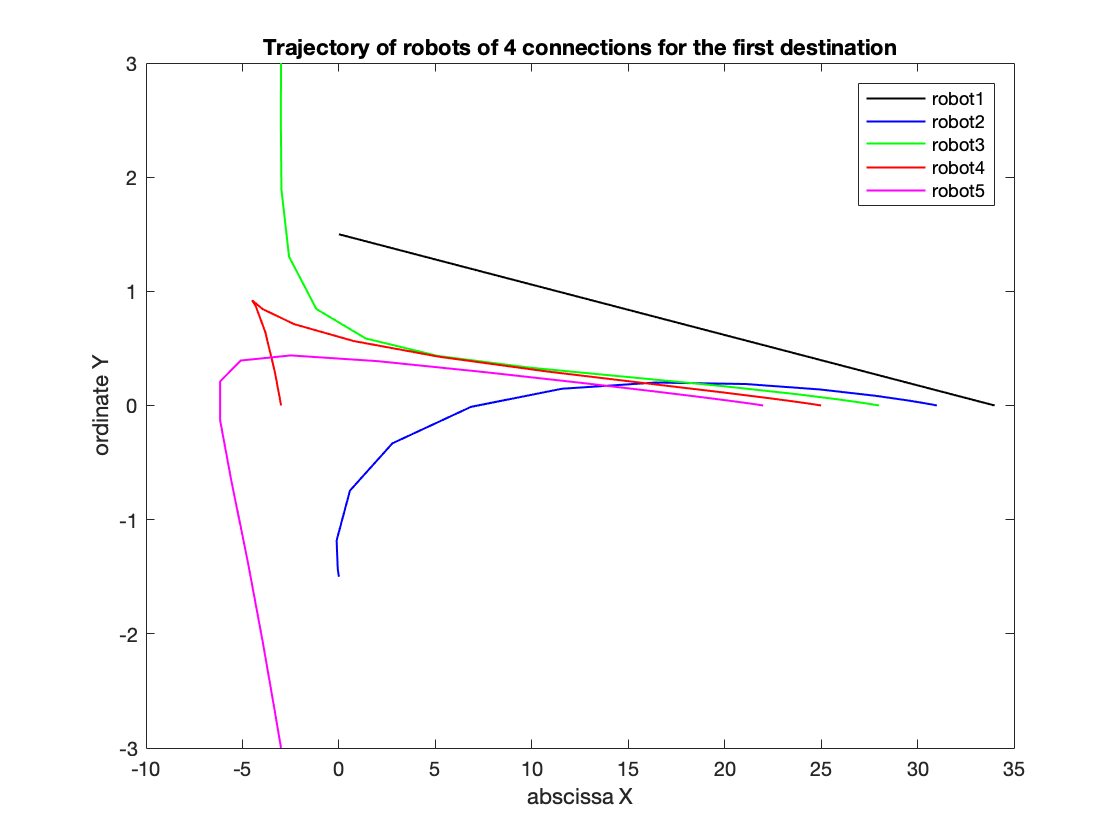 Trajectory of robots of 4 connections for the first destination
3
2
1
0
-1
-2
-3
ordinate Y
robot1
robot2
robot3
robot4
robot5
-10 -5 0 5 10 15 20 25 30 35
abscissa X